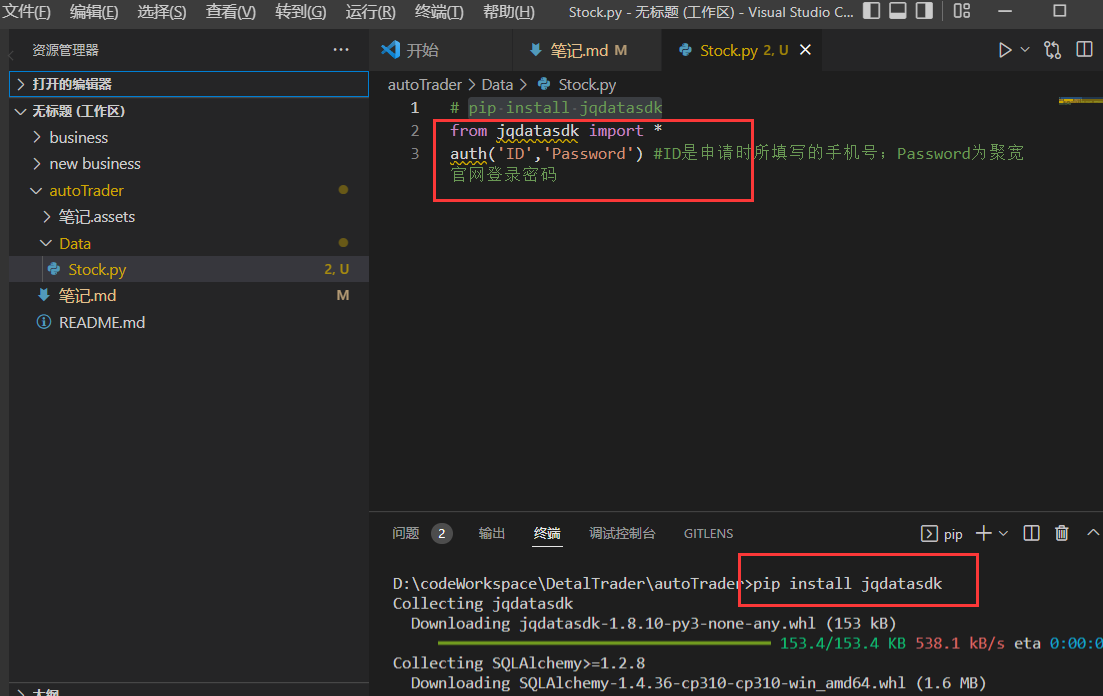 文件(F) 编辑(E) 选择(S) 查看(V) 转到(G) 运行(R) 终端(T) 帮助(H) Stock.py - 无标题 (工作区) - Visual Studio C...
资源管理器 ···
打开的编辑器
无标题 (工作区)
business
new business
autoTrader
笔记.assets
Data
Stock.py 2, U
笔记.md M
README.md
开始 笔记.md M Stock.py 2, U
autoTrader > Data > Stock.py
1 # pip install jqdatasdk
2 from jqdatasdk import *
3 auth('ID','Password') #ID是申请时所填写的手机号；Password为聚宽
官网登录密码
问题 2 输出 终端 调试控制台 GITLENS pip
D:\codeWorkspace\DetalTrader\autoTrader>pip install jqdatasdk
Collecting jqdatasdk
Downloading jqdatasdk-1.8.10-py3-none-any.whl (153 kB)
153.4/153.4 KB 538.1 kB/s eta 0:00:0
Collecting SQLAlchemy>=1.2.8
Downloading SQLAlchemy-1.4.36-cp310-cp310-win_amd64.whl (1.6 MB)
大纲